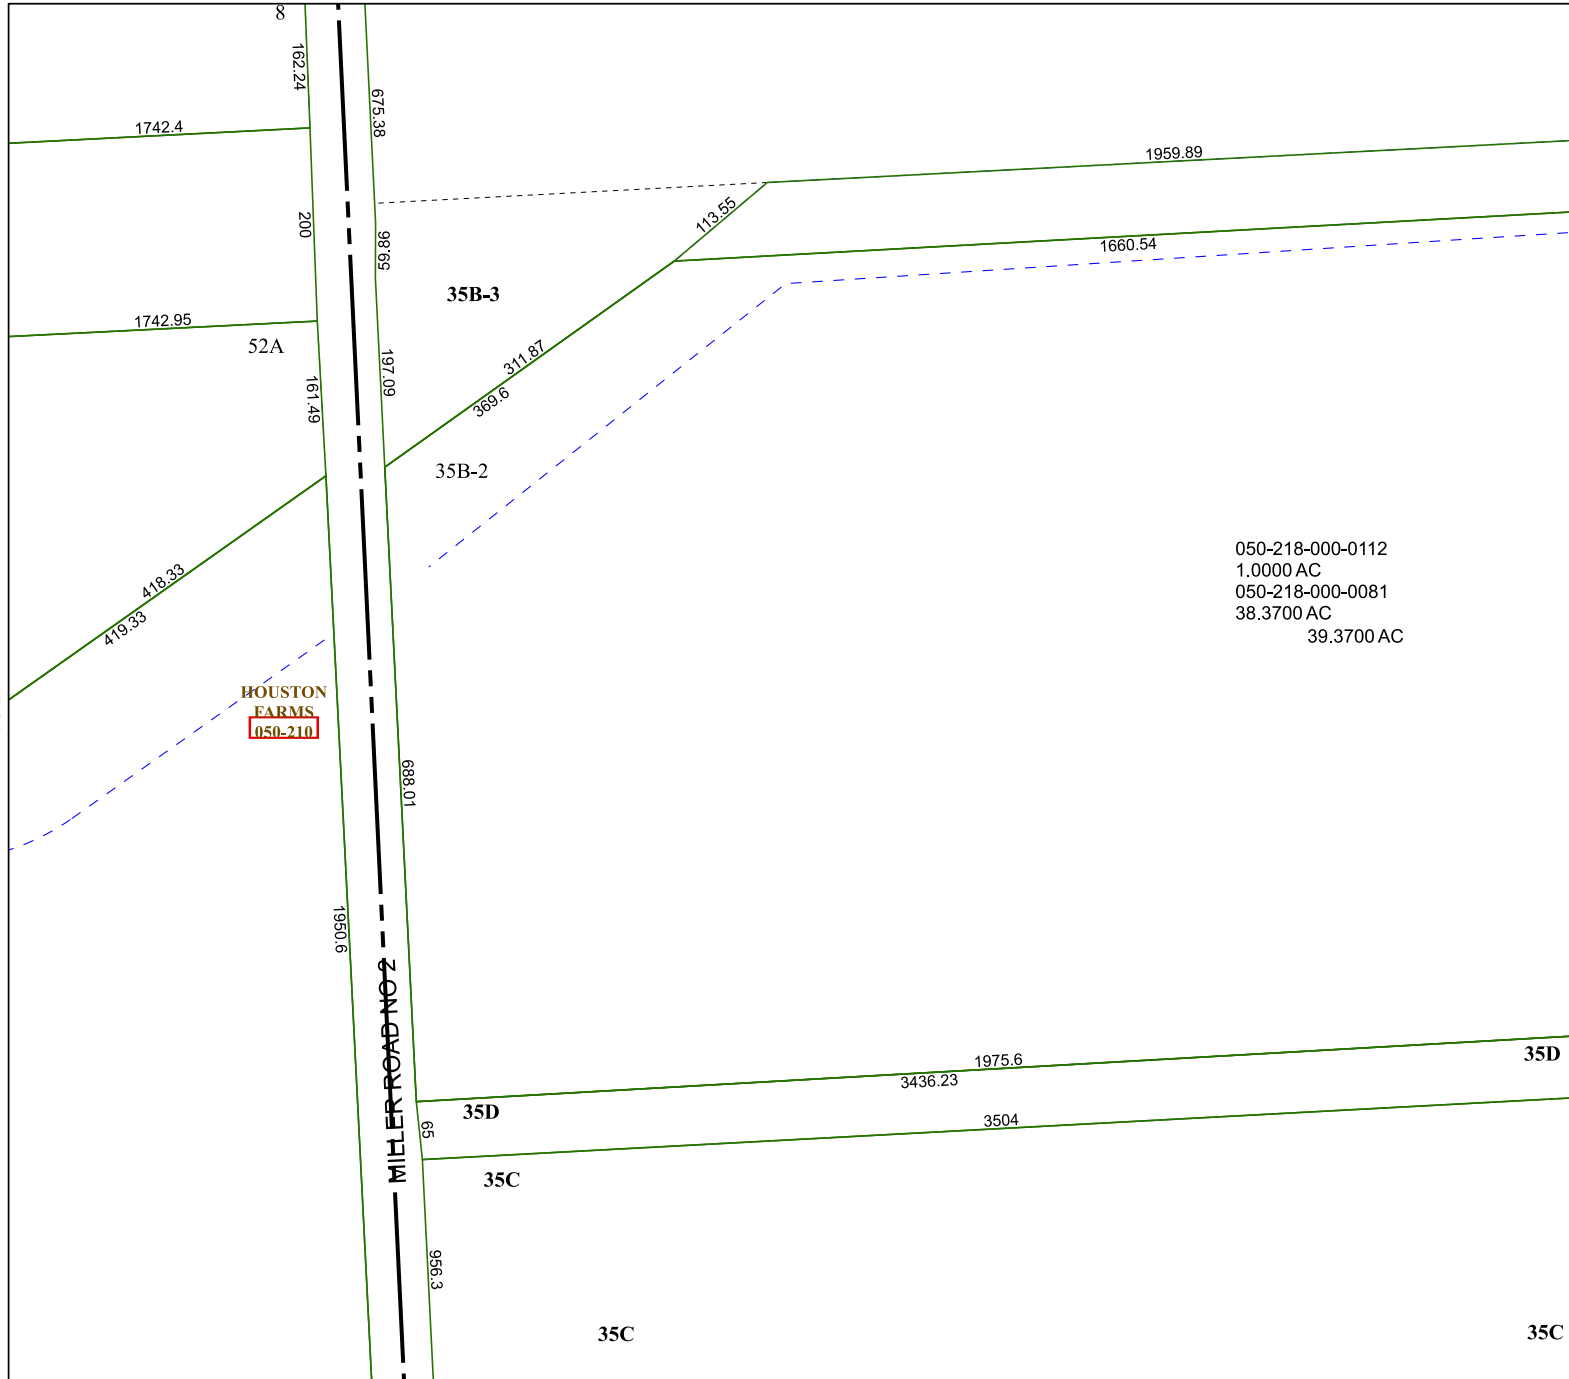 8
162.24
675.38
1742.4
1959.89
113.55
200
59.86
1660.54
35B-3
1742.95
52A
311.87
197.09
161.49
369.6
35B-2
050-218-000-0112
1.0000 AC
050-218-000-0081
38.3700 AC
39.3700 AC
418.33
419.33
HOUSTON
FARMS
050-210
688.01
1950.6
MILLER ROAD NO 2
1975.6
35D
3436.23
35D
65
3504
35C
956.3
35C
35C